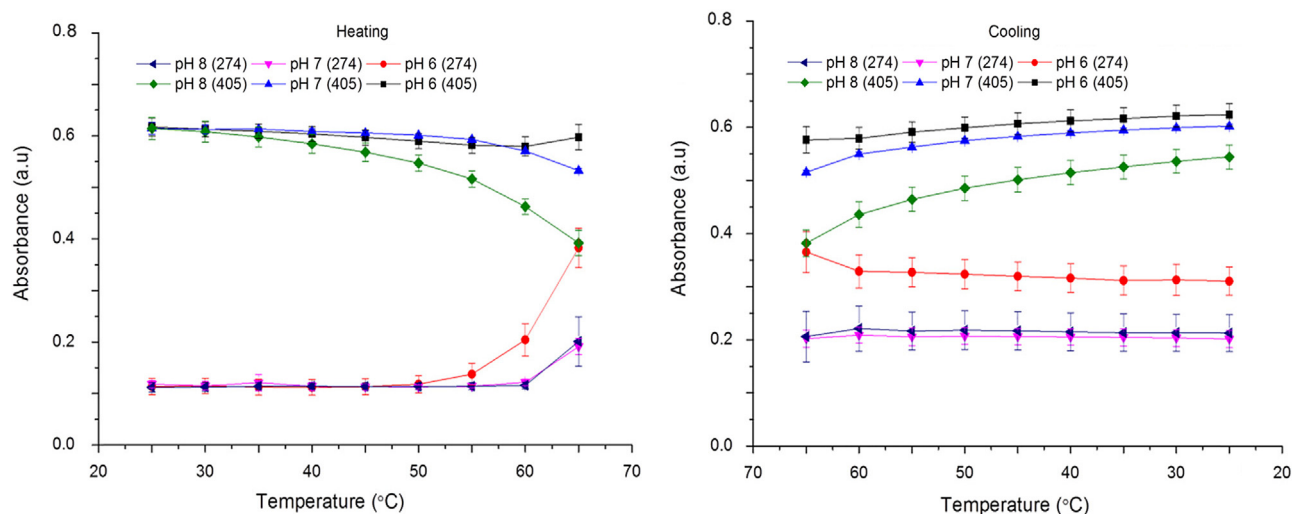 Heating
pH 8 (274) pH 7 (274) pH 6 (274)
pH 8 (405) pH 7 (405) pH 6 (405)
Absorbance (a.u)
0.8
0.6
0.4
0.2
0.0
20 30 40 50 60 70
Temperature (°C)
Cooling
pH 8 (274) pH 7 (274) pH 6 (274)
pH 8 (405) pH 7 (405) pH 6 (405)
Absorbance (a.u)
0.8
0.6
0.4
0.2
0.0
70 60 50 40 30 20
Temperature (°C)